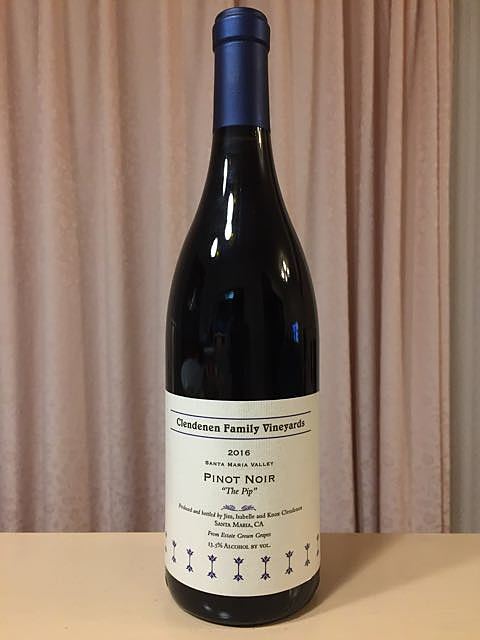 Clendenen Family Vineyards
2016
SANTA MARIA VALLEY
PINOT NOIR
"The Pip"
Produced and bottled by Jim, Isabelle and Knox Clendenen
SANTA MARIA, CA
From Estate Grown Grapes
13.5% ALCOHOL BY VOL.